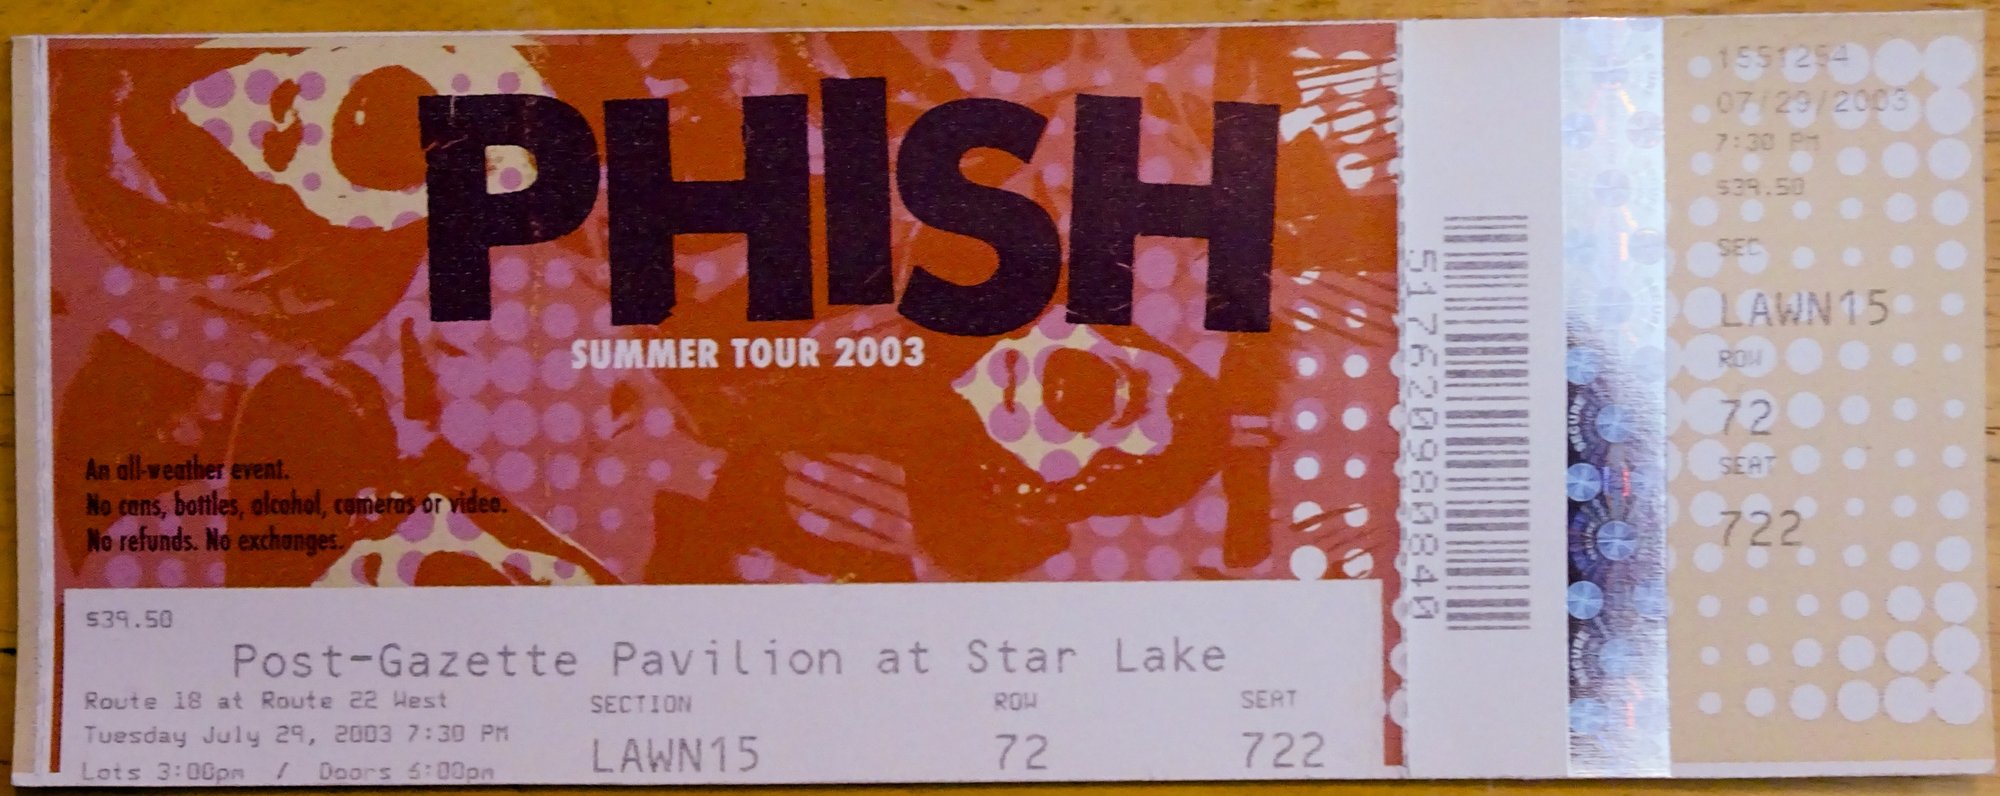 PHISH
SUMMER TOUR 2003
An all-weather event.
No cans, bottles, alcohol, cameras or video.
No refunds. No exchanges.
$39.50
Post-Gazette Pavilion at Star Lake
Route 18 at Route 22 West
Tuesday July 29, 2003 7:30 PM
Lots 3:00pm / Doors 6:00pm
SECTION ROW SEAT
LAWN15 72 722
517620980840
SECURE
SECURE
1551254
07/29/2003
7:30 PM
$39.50
SEC
LAWN15
ROW
72
SEAT
722